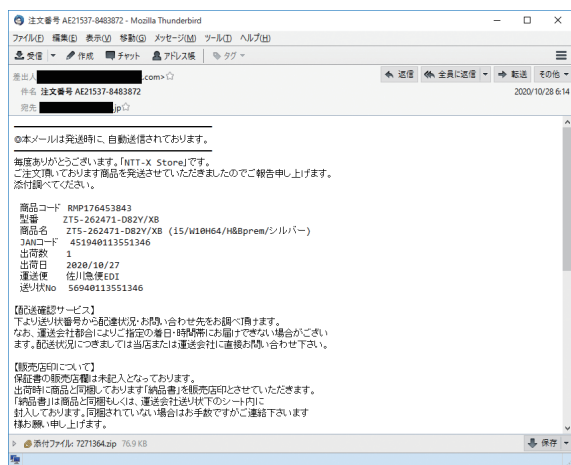 注文番号 AE21537-8483872 - Mozilla Thunderbird
ファイル(F) 編集(E) 表示(V) 移動(G) メッセージ(M) ツール(T) ヘルプ(H)
受信 作成 チャット アドレス帳 タグ
差出人 .com> 返信 全員に返信 転送 その他
件名 注文番号 AE21537-8483872 2020/10/28 6:14
宛先 .jp
◎本メールは発送時に、自動送信されております。
毎度ありがとうございます。「NTT-X Store」です。
ご注文頂いております商品を発送させていただきましたのでご報告申し上げます。
添付調べてください。
商品コード RMP176453843
型番 ZT5-262471-D82Y/XB
商品名 ZT5-262471-D82Y/XB (i5/W10H64/H&Bprem/シルバー)
JANコード 451940113551346
出荷数 1
出荷日 2020/10/27
運送便 佐川急便EDI
送り状No 56940113551346
【配送確認サービス】
下より送り状番号から配達状況・お問い合わせ先をお調べ頂けます。
なお、運送会社都合によりご指定の着日・時間帯にお届けできない場合がござい
ます。配送状況につきましては当店または運送会社に直接お問い合わせ下さい。
【販売店印について】
保証書の販売店欄は未記入となっております。
出荷時に商品と同梱しております「納品書」を販売店印とさせていただきます。
「納品書」は商品と同梱もしくは、運送会社送り状下のシート内に
封入しております。同梱されていない場合はお手数ですがご連絡下さいます
様お願い申し上げます。
添付ファイル: 7271364.zip 76.9 KB 保存